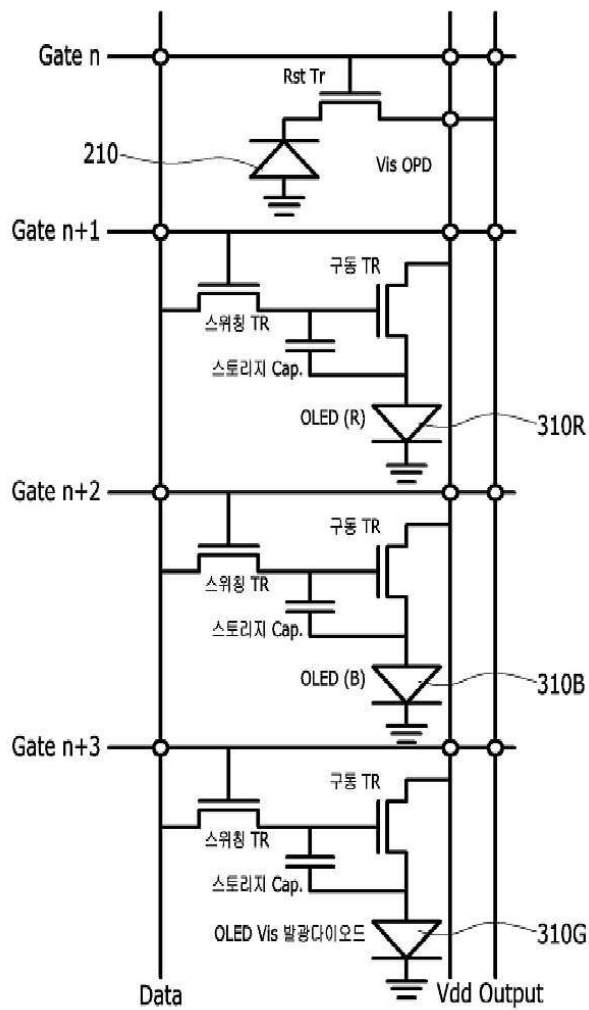 Gate n
Rst Tr
210
Vis OPD
Gate n+1
구동 TR
스위칭 TR
스토리지 Cap.
OLED (R)
310R
Gate n+2
구동 TR
스위칭 TR
스토리지 Cap.
OLED (B)
310B
Gate n+3
구동 TR
스위칭 TR
스토리지 Cap.
OLED Vis 발광다이오드
310G
Data
Vdd Output